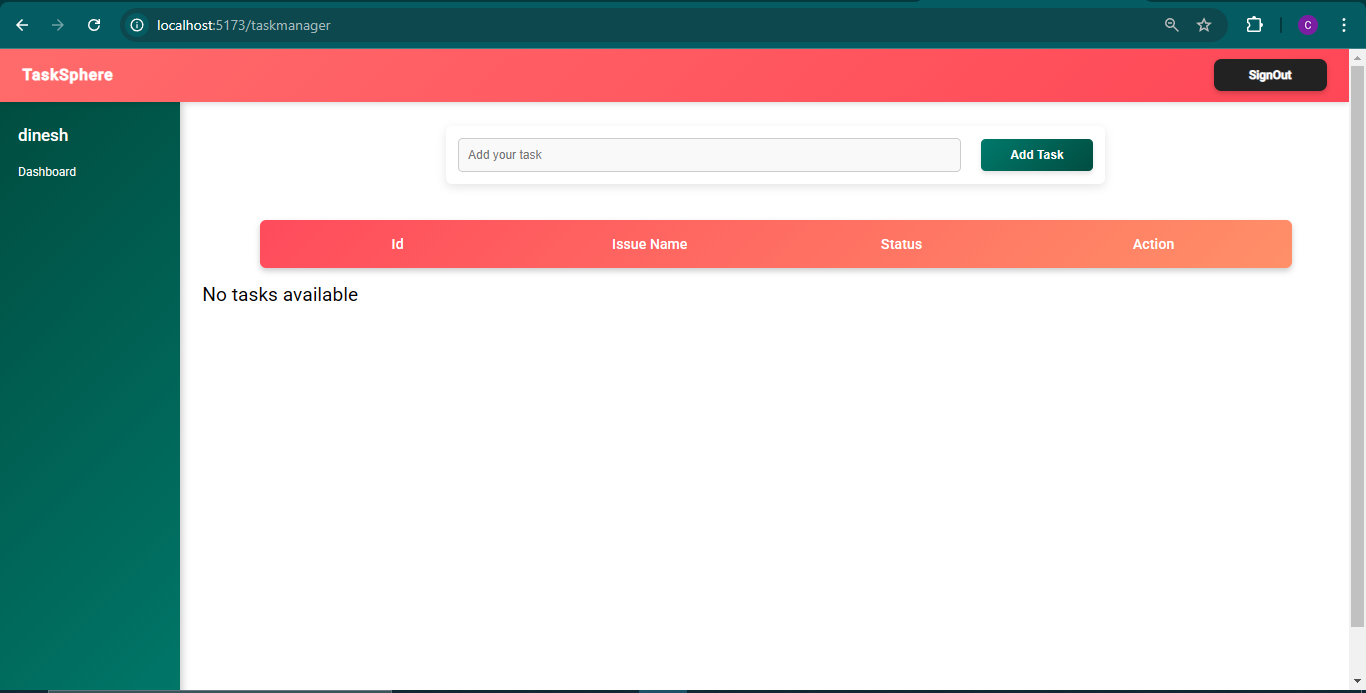 localhost:5173/taskmanager
C
TaskSphere
SignOut
dinesh
Dashboard
Add your task
Add Task
Id Issue Name Status Action
No tasks available